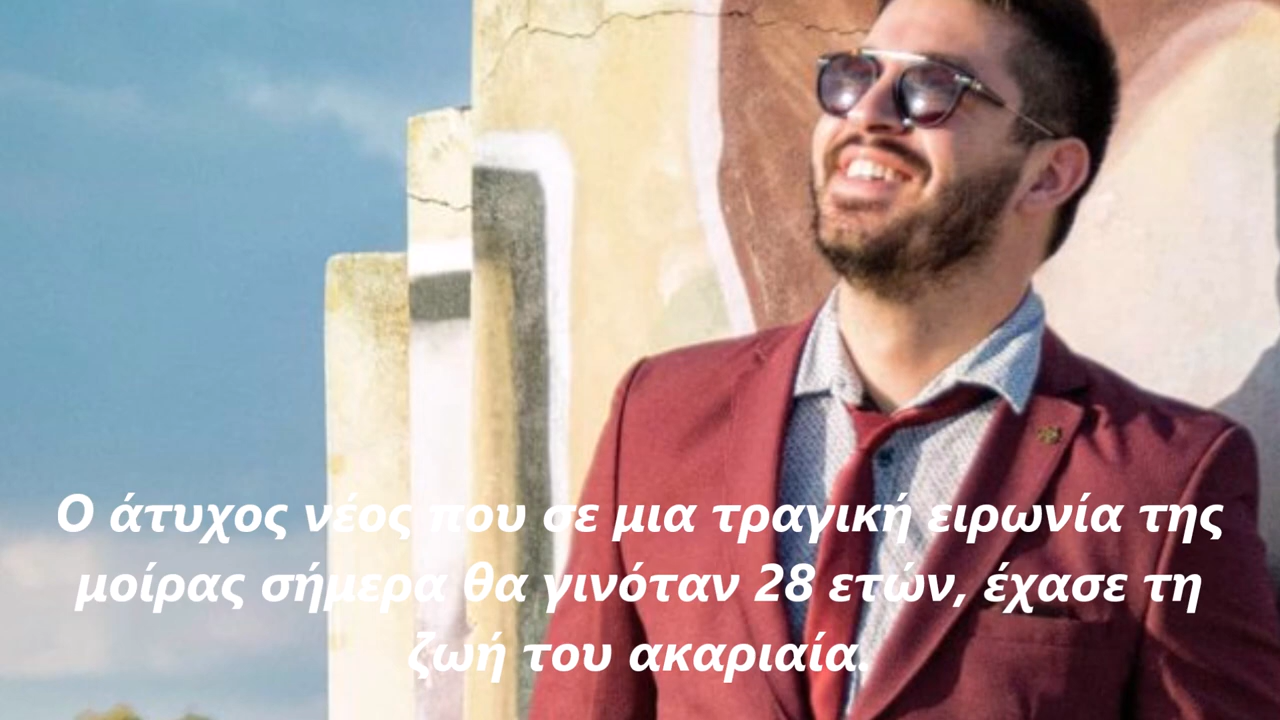 Ο άτυχος νέος που σε μια τραγική ειρωνία της
μοίρας σήμερα θα γινόταν 28 ετών, έχασε τη
ζωή του ακαριαία.